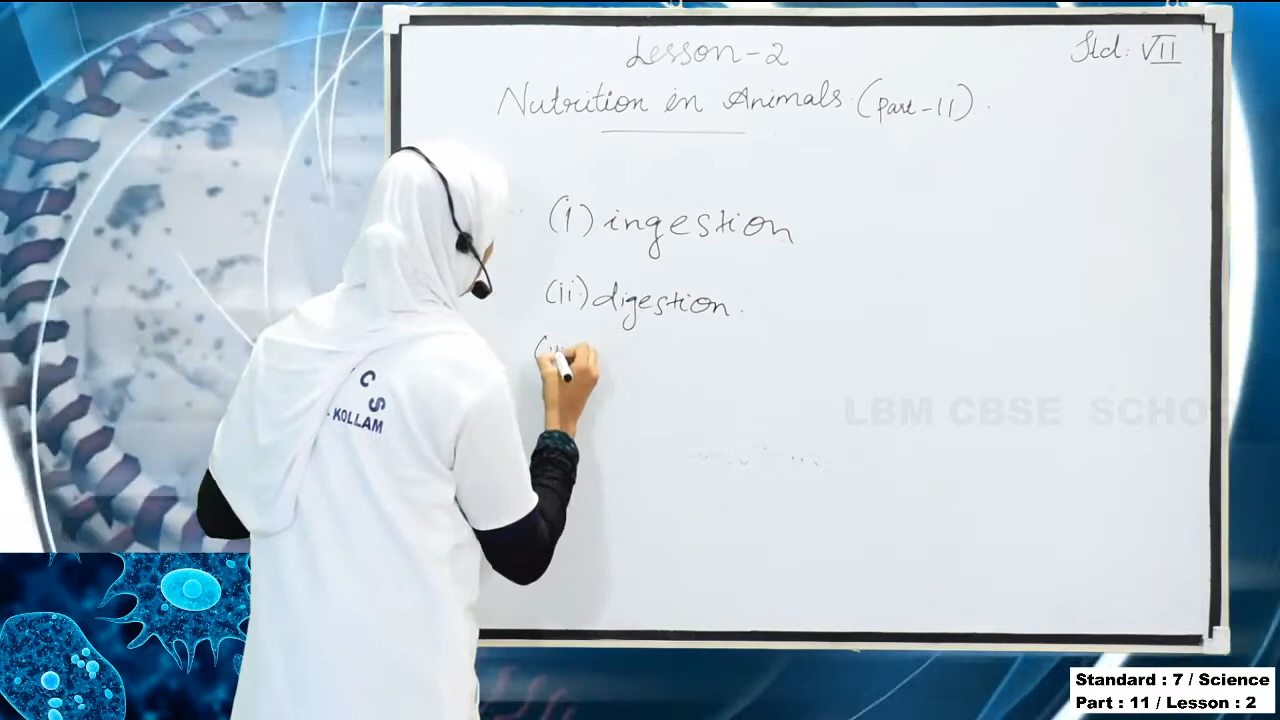 Lesson-2
Std: VII
Nutrition in Animals. (Part-11).
(i) ingestion
(ii) digestion.
C
S
KOLLAM
LBM CBSE SCHO
Standard : 7 / Science
Part : 11 / Lesson : 2